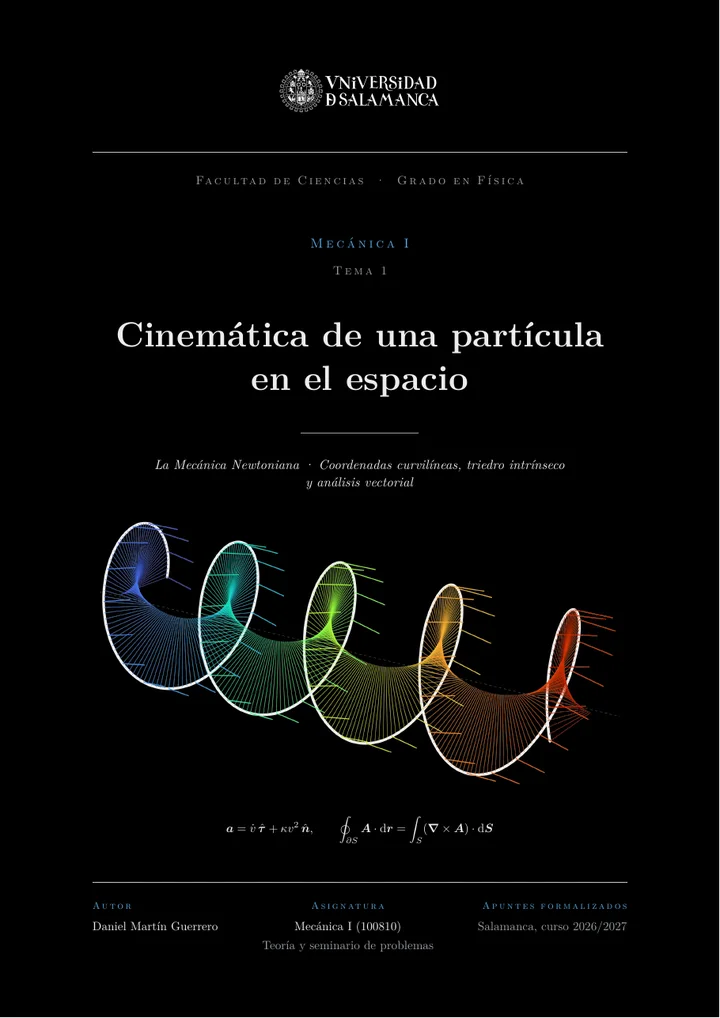 VNiVERSiDAD
D SALAMANCA
Facultad de Ciencias · Grado en Física
Mecánica I
Tema 1
Cinemática de una partícula
en el espacio
La Mecánica Newtoniana · Coordenadas curvilíneas, triedro intrínseco
y análisis vectorial
a = v̇ τ̂ + κv² n̂, ∮∂S A · dr = ∫S (∇ × A) · dS
Autor Asignatura Apuntes formalizados
Daniel Martín Guerrero Mecánica I (100810) Salamanca, curso 2026/2027
Teoría y seminario de problemas